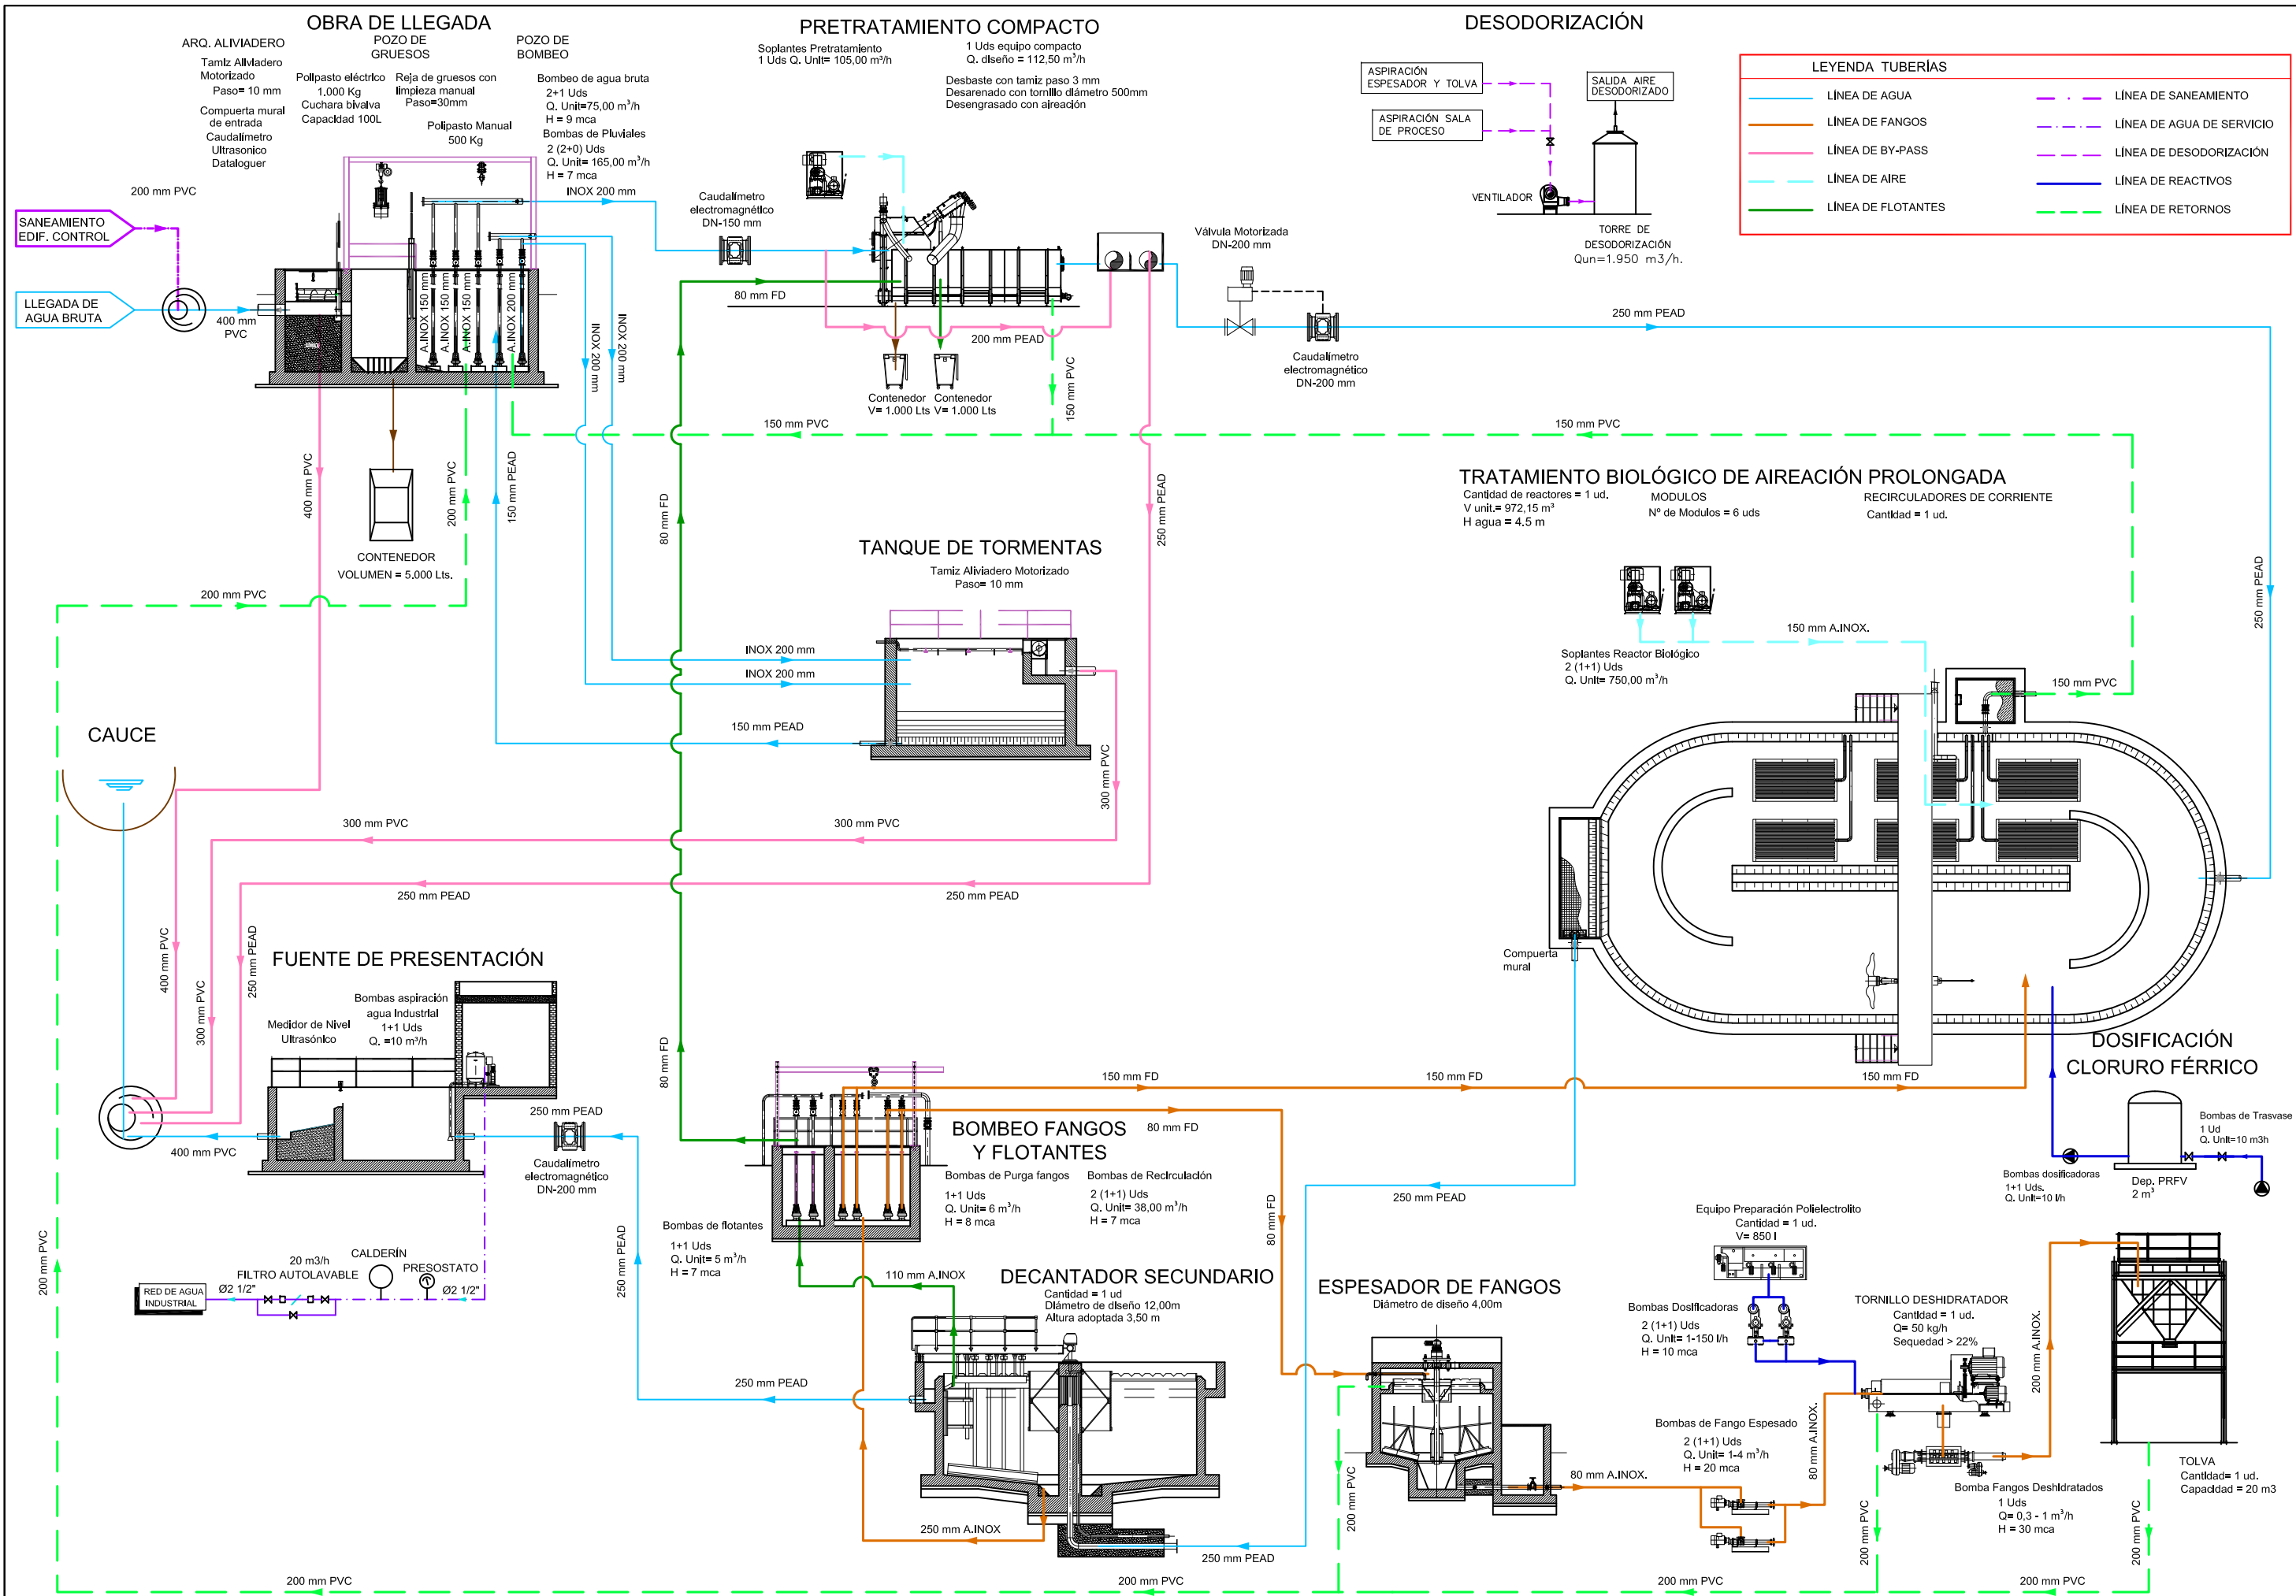 OBRA DE LLEGADA
ARQ. ALIVIADERO
Tamiz Aliviadero
Motorizado
Paso= 10 mm
Compuerta mural
de entrada
Caudalímetro
Ultrasonico
Dataloguer
POZO DE
GRUESOS
Polipasto eléctrico
1.000 Kg
Cuchara bivalva
Capacidad 100L
Reja de gruesos con
limpieza manual
Paso=30mm
Polipasto Manual
500 Kg
POZO DE
BOMBEO
Bombeo de agua bruta
2+1 Uds
Q. Unit=75,00 m³/h
H = 9 mca
Bombas de Pluviales
2 (2+0) Uds
Q. Unit= 165,00 m³/h
H = 7 mca
INOX 200 mm
200 mm PVC
SANEAMIENTO
EDIF. CONTROL
LLEGADA DE
AGUA BRUTA
400 mm
PVC
A.INOX 150 mm
A.INOX 150 mm
A.INOX 150 mm
A.INOX 200 mm
INOX 200 mm
INOX 200 mm
PRETRATAMIENTO COMPACTO
Soplantes Pretratamiento
1 Uds Q. Unit= 105,00 m³/h
1 Uds equipo compacto
Q. diseño = 112,50 m³/h
Desbaste con tamiz paso 3 mm
Desarenado con tornillo diámetro 500mm
Desengrasado con aireación
Caudalímetro
electromagnético
DN-150 mm
80 mm FD
200 mm PEAD
Contenedor
V= 1.000 Lts
Contenedor
V= 1.000 Lts
150 mm PVC
Válvula Motorizada
DN-200 mm
Caudalímetro
electromagnético
DN-200 mm
250 mm PEAD
DESODORIZACIÓN
ASPIRACIÓN
ESPESADOR Y TOLVA
ASPIRACIÓN SALA
DE PROCESO
SALIDA AIRE
DESODORIZADO
VENTILADOR
TORRE DE
DESODORIZACIÓN
Qun=1.950 m3/h.
LEYENDA TUBERÍAS
LÍNEA DE AGUA
LÍNEA DE FANGOS
LÍNEA DE BY-PASS
LÍNEA DE AIRE
LÍNEA DE FLOTANTES
LÍNEA DE SANEAMIENTO
LÍNEA DE AGUA DE SERVICIO
LÍNEA DE DESODORIZACIÓN
LÍNEA DE REACTIVOS
LÍNEA DE RETORNOS
150 mm PVC
150 mm PVC
400 mm PVC
200 mm PVC
150 mm PEAD
80 mm FD
250 mm PEAD
CONTENEDOR
VOLUMEN = 5.000 Lts.
200 mm PVC
TANQUE DE TORMENTAS
Tamiz Aliviadero Motorizado
Paso= 10 mm
INOX 200 mm
INOX 200 mm
150 mm PEAD
300 mm PVC
TRATAMIENTO BIOLÓGICO DE AIREACIÓN PROLONGADA
Cantidad de reactores = 1 ud.
V unit.= 972,15 m³
H agua = 4.5 m
MODULOS
Nº de Modulos = 6 uds
RECIRCULADORES DE CORRIENTE
Cantidad = 1 ud.
250 mm PEAD
150 mm A.INOX.
Soplantes Reactor Biológico
2 (1+1) Uds
Q. Unit= 750,00 m³/h
150 mm PVC
Compuerta
mural
CAUCE
300 mm PVC
300 mm PVC
250 mm PEAD
250 mm PEAD
400 mm PVC
300 mm PVC
250 mm PEAD
FUENTE DE PRESENTACIÓN
Medidor de Nivel
Ultrasónico
Bombas aspiración
agua Industrial
1+1 Uds
Q. =10 m³/h
400 mm PVC
250 mm PEAD
Caudalímetro
electromagnético
DN-200 mm
80 mm FD
200 mm PVC
250 mm PEAD
RED DE AGUA
INDUSTRIAL
Ø2 1/2"
20 m3/h
FILTRO AUTOLAVABLE
CALDERÍN
PRESOSTATO
Ø2 1/2"
BOMBEO FANGOS
Y FLOTANTES
Bombas de Purga fangos
1+1 Uds
Q. Unit= 6 m³/h
H = 8 mca
Bombas de Recirculación
2 (1+1) Uds
Q. Unit= 38,00 m³/h
H = 7 mca
Bombas de flotantes
1+1 Uds
Q. Unit= 5 m³/h
H = 7 mca
150 mm FD
150 mm FD
150 mm FD
80 mm FD
80 mm FD
250 mm PEAD
DOSIFICACIÓN
CLORURO FÉRRICO
Bombas de Trasvase
1 Ud
Q. Unit=10 m3h
Bombas dosificadoras
1+1 Uds.
Q. Unit=10 l/h
Dep. PRFV
2 m³
110 mm A.INOX
DECANTADOR SECUNDARIO
Cantidad = 1 ud
Diámetro de diseño 12,00m
Altura adoptada 3,50 m
250 mm PEAD
250 mm A.INOX
250 mm PEAD
ESPESADOR DE FANGOS
Diámetro de diseño 4,00m
200 mm PVC
80 mm A.INOX.
Equipo Preparación Polielectrolito
Cantidad = 1 ud.
V= 850 l
Bombas Dosificadoras
2 (1+1) Uds
Q. Unit= 1-150 l/h
H = 10 mca
Bombas de Fango Espesado
2 (1+1) Uds
Q. Unit= 1-4 m³/h
H = 20 mca
80 mm A.INOX.
TORNILLO DESHIDRATADOR
Cantidad = 1 ud.
Q= 50 kg/h
Sequedad > 22%
200 mm A.INOX.
Bomba Fangos Deshidratados
1 Uds
Q= 0,3 - 1 m³/h
H = 30 mca
TOLVA
Cantidad= 1 ud.
Capacidad = 20 m3
200 mm PVC
200 mm PVC
200 mm PVC
200 mm PVC
200 mm PVC
200 mm PVC